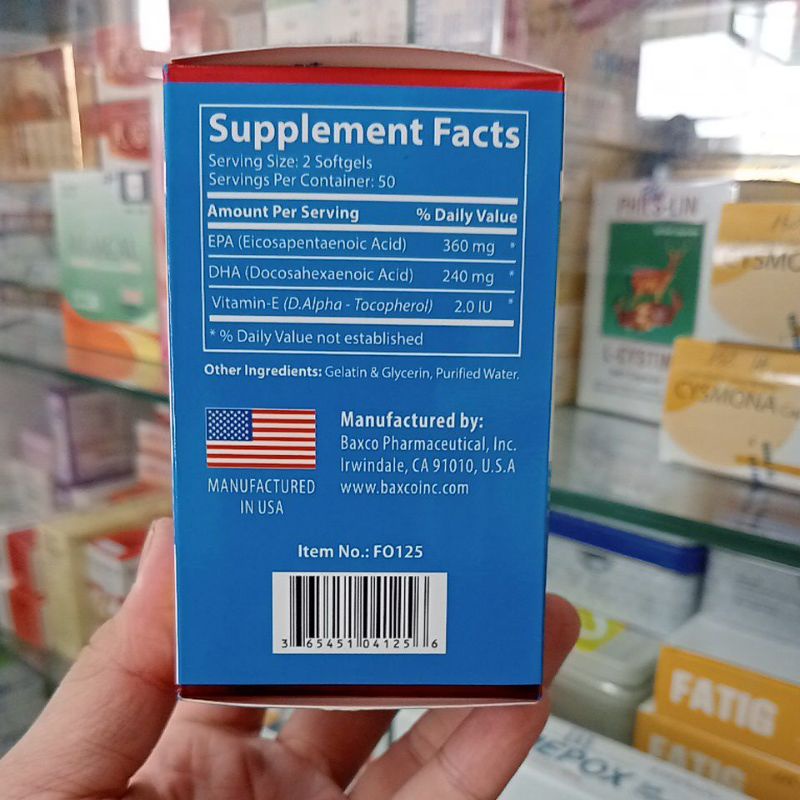 Supplement Facts
Serving Size: 2 Softgels
Servings Per Container: 50
Amount Per Serving % Daily Value
EPA (Eicosapentaenoic Acid) 360 mg *
DHA (Docosahexaenoic Acid) 240 mg *
Vitamin-E (D.Alpha - Tocopherol) 2.0 IU *
* % Daily Value not established
Other Ingredients: Gelatin & Glycerin, Purified Water.
MANUFACTURED
IN USA
Manufactured by:
Baxco Pharmaceutical, Inc.
Irwindale, CA 91010, U.S.A
www.baxcoinc.com
Item No.: FO125
3 65451 04125 6
CYSMONA
FATIG
FATIG